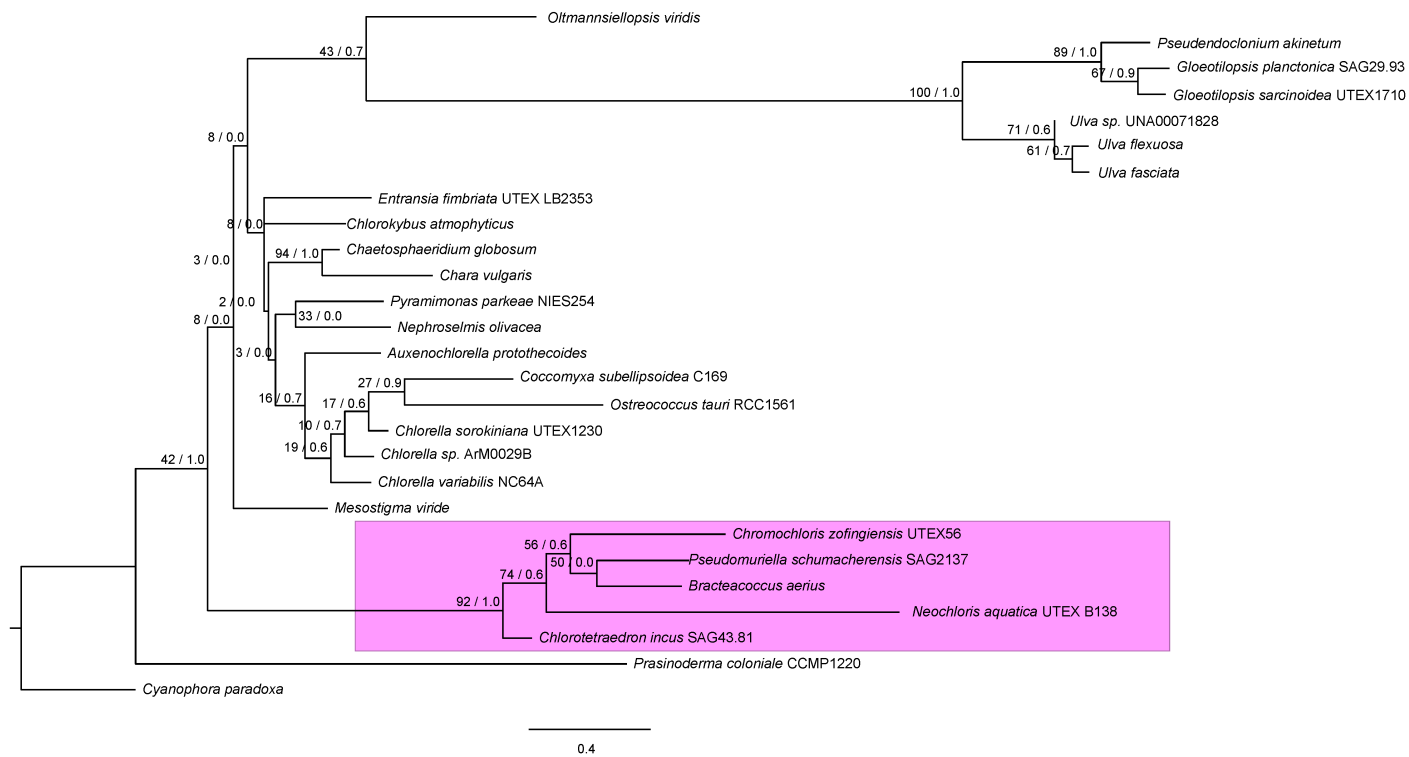 Oltmannsiellopsis viridis
43 / 0.7
Pseudendoclonium akinetum
89 / 1.0
Gloeotilopsis planctonica SAG29.93
67 / 0.9
100 / 1.0
Gloeotilopsis sarcinoidea UTEX1710
Ulva sp. UNA00071828
71 / 0.6
8 / 0.0
Ulva flexuosa
61 / 0.7
Ulva fasciata
Entransia fimbriata UTEX LB2353
8 / 0.0
Chlorokybus atmophyticus
Chaetosphaeridium globosum
94 / 1.0
3 / 0.0
Chara vulgaris
2 / 0.0
Pyramimonas parkeae NIES254
33 / 0.0
8 / 0.0
Nephroselmis olivacea
3 / 0.0
Auxenochlorella protothecoides
Coccomyxa subellipsoidea C169
27 / 0.9
16 / 0.7
17 / 0.6
Ostreococcus tauri RCC1561
10 / 0.7
Chlorella sorokiniana UTEX1230
19 / 0.6
Chlorella sp. ArM0029B
42 / 1.0
Chlorella variabilis NC64A
Mesostigma viride
Chromochloris zofingiensis UTEX56
56 / 0.6
50 / 0.0
Pseudomuriella schumacherensis SAG2137
74 / 0.6
Bracteacoccus aerius
92 / 1.0
Neochloris aquatica UTEX B138
Chlorotetraedron incus SAG43.81
Prasinoderma coloniale CCMP1220
Cyanophora paradoxa
0.4